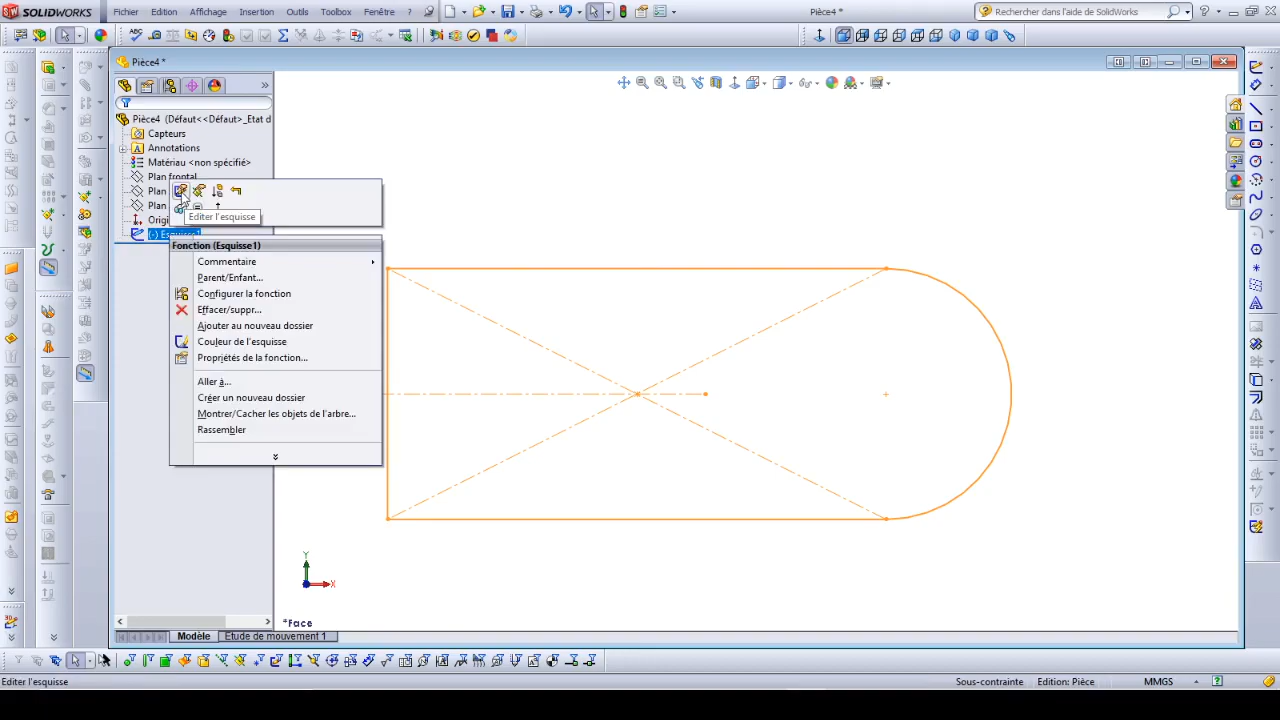 SOLIDWORKS
Fichier Edition Affichage Insertion Outils Toolbox Fenêtre ?
Pièce4 *
Rechercher dans l'aide de SolidWorks
Pièce4 *
Pièce4 (Défaut<<Défaut>_Etat d
Capteurs
Annotations
Matériau <non spécifié>
Plan frontal
Plan
Plan
Origi
(-) Esquisse1
Editer l'esquisse
Fonction (Esquisse1)
Commentaire
Parent/Enfant...
Configurer la fonction
Effacer/suppr...
Ajouter au nouveau dossier
Couleur de l'esquisse
Propriétés de la fonction...
Aller à...
Créer un nouveau dossier
Montrer/Cacher les objets de l'arbre...
Rassembler
Y
X
*Face
Modèle Etude de mouvement 1
Editer l'esquisse
Sous-contrainte Edition: Pièce MMGS